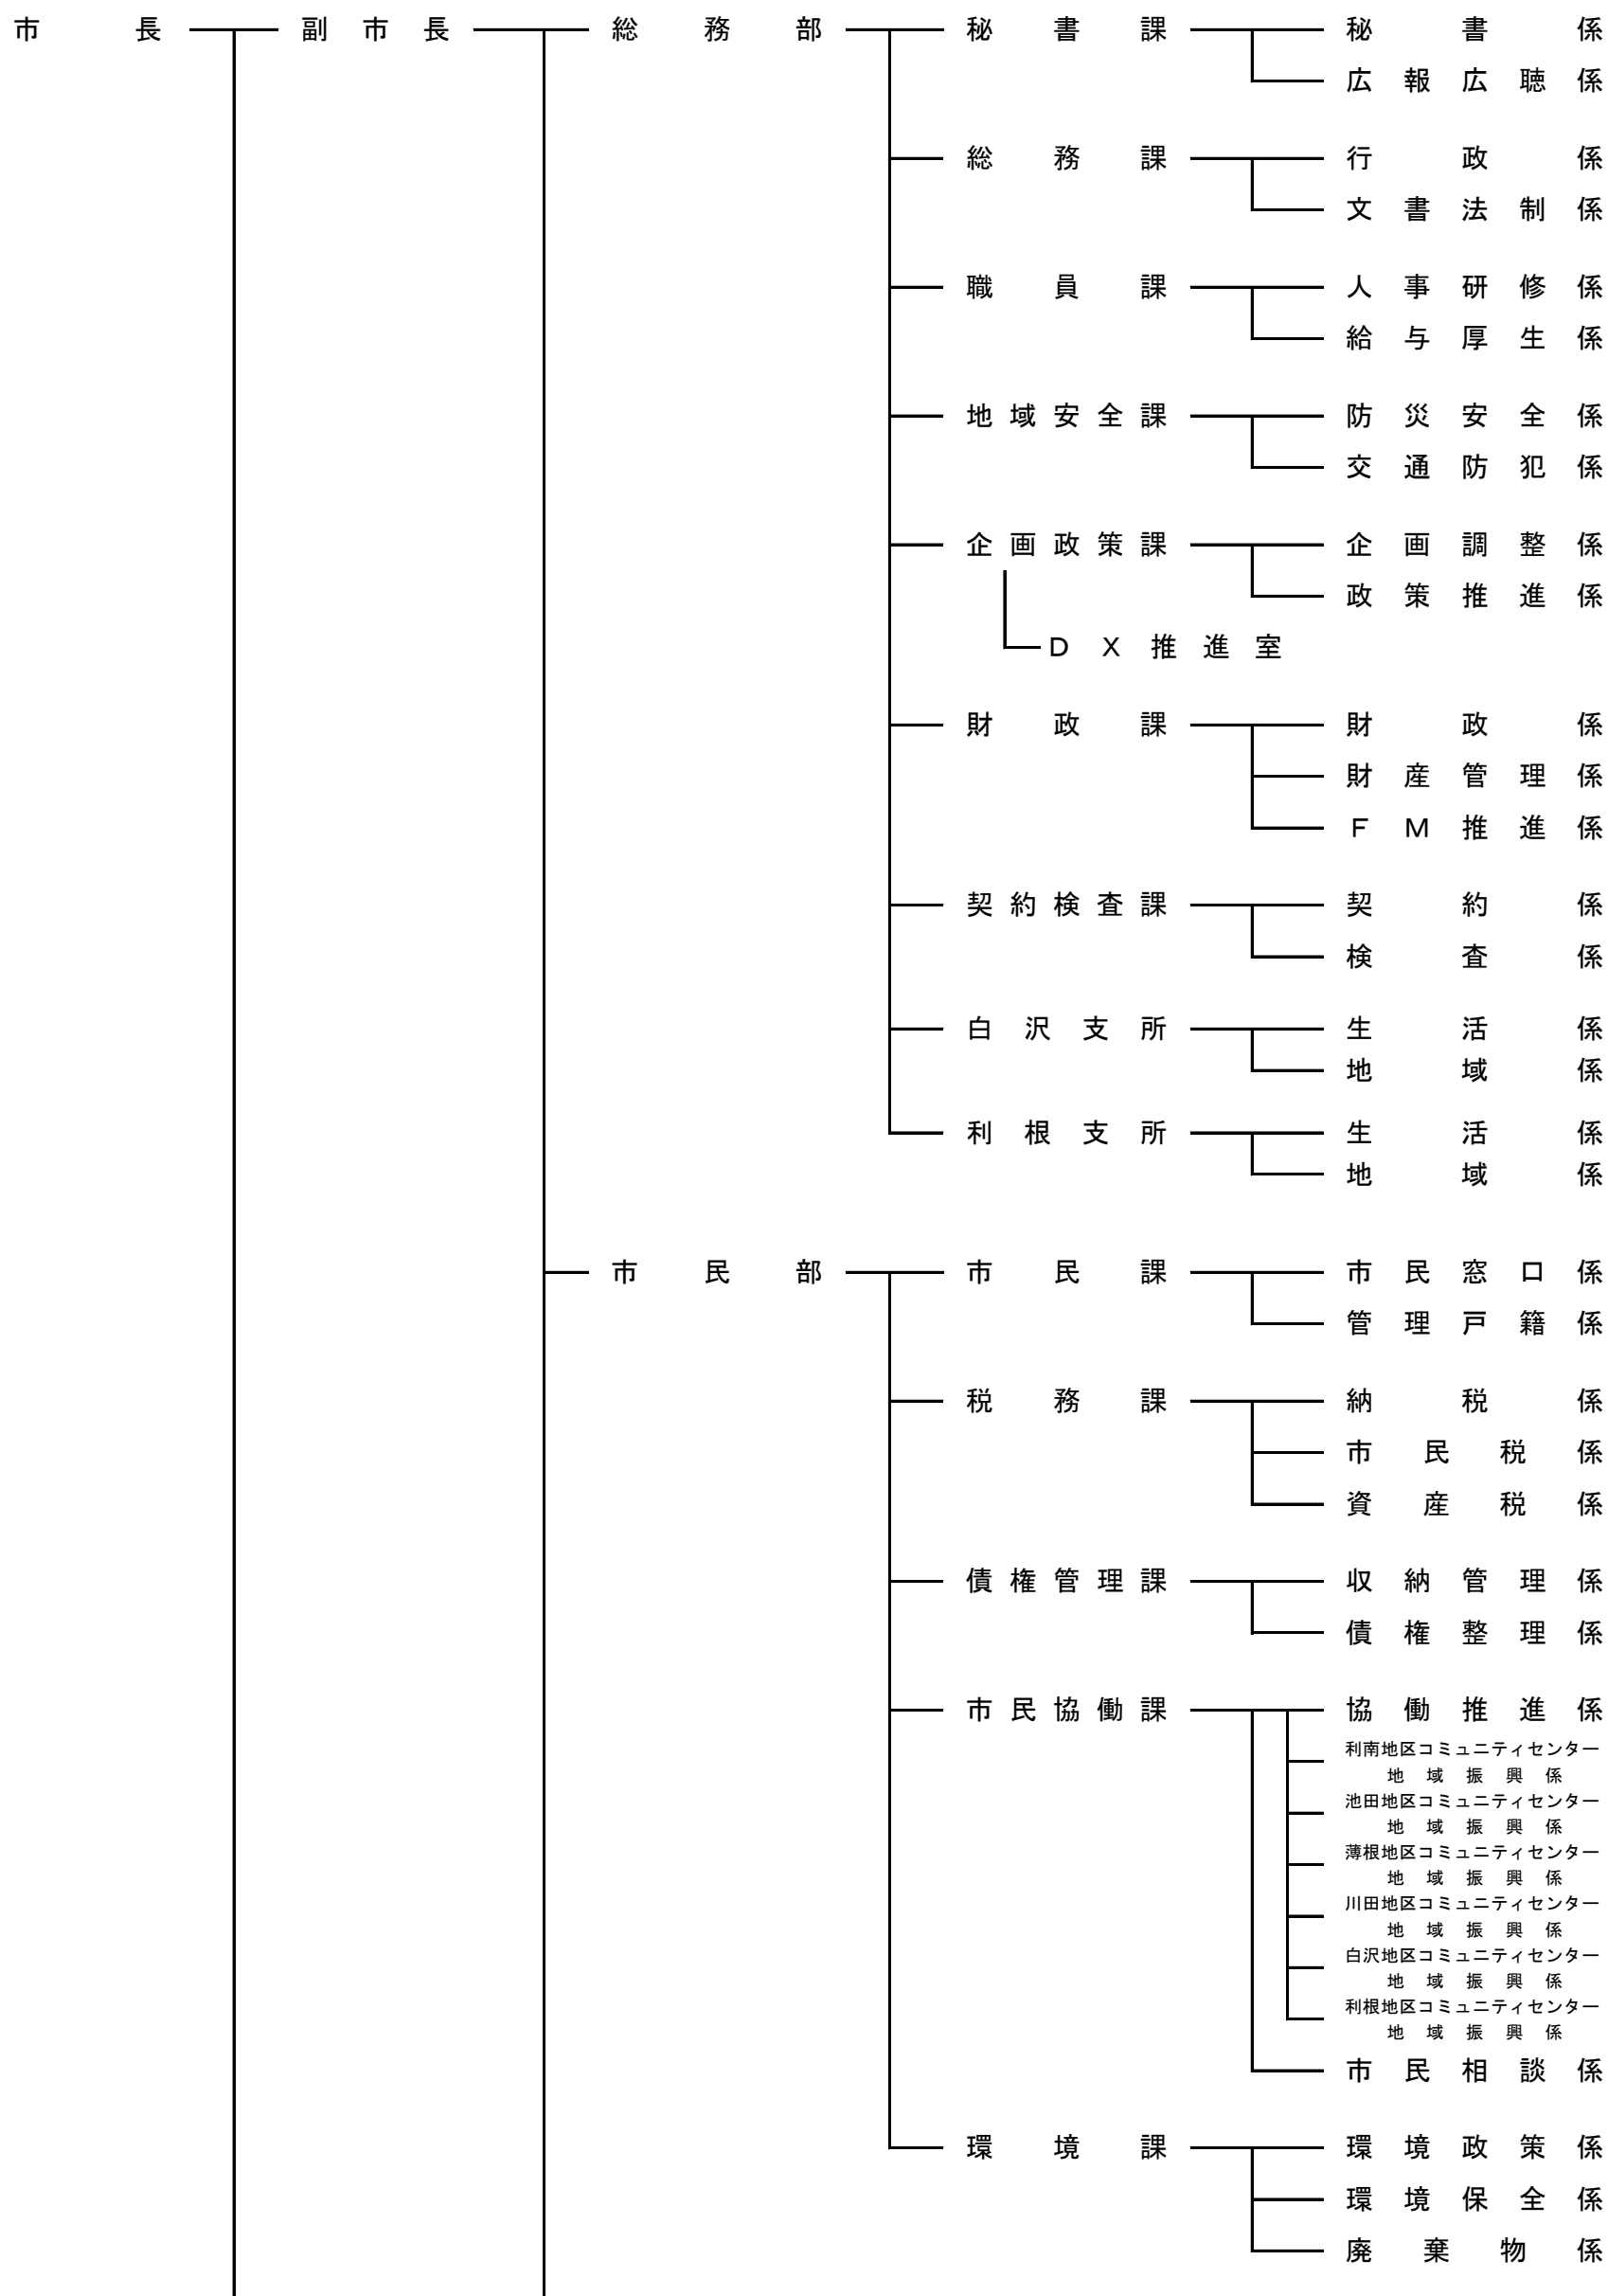 市長 副市長 総務部 秘書課 秘書係
広報広聴係
総務課 行政係
文書法制係
職員課 人事研修係
給与厚生係
地域安全課 防災安全係
交通防犯係
企画政策課 企画調整係
政策推進係
ＤＸ推進室
財政課 財政係
財産管理係
ＦＭ推進係
契約検査課 契約係
検査係
白沢支所 生活係
地域係
利根支所 生活係
地域係
市民部 市民課 市民窓口係
管理戸籍係
税務課 納税係
市民税係
資産税係
債権管理課 収納管理係
債権整理係
市民協働課 協働推進係
利南地区コミュニティセンター
地域振興係
池田地区コミュニティセンター
地域振興係
薄根地区コミュニティセンター
地域振興係
川田地区コミュニティセンター
地域振興係
白沢地区コミュニティセンター
地域振興係
利根地区コミュニティセンター
地域振興係
市民相談係
環境課 環境政策係
環境保全係
廃棄物係